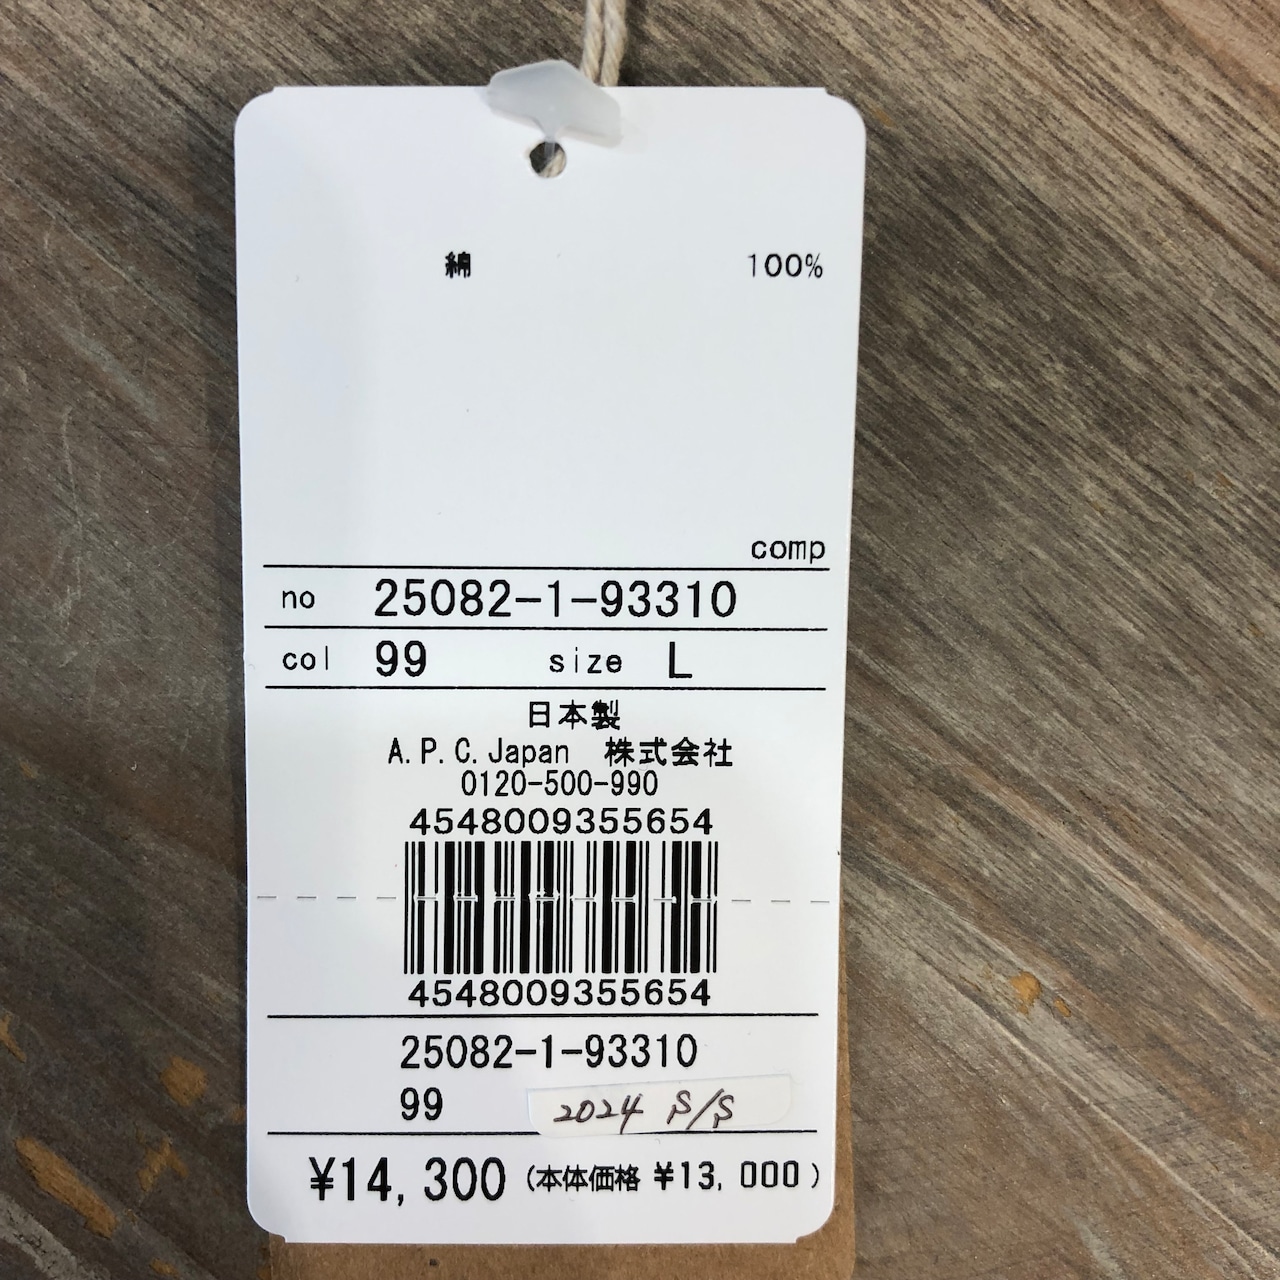 綿 100%
comp
no 25082-1-93310
col 99 size L
日本製
A.P.C.Japan 株式会社
0120-500-990
4548009355654
4548009355654
25082-1-93310
99 2024 S/S
¥14,300 (本体価格 ¥13,000)